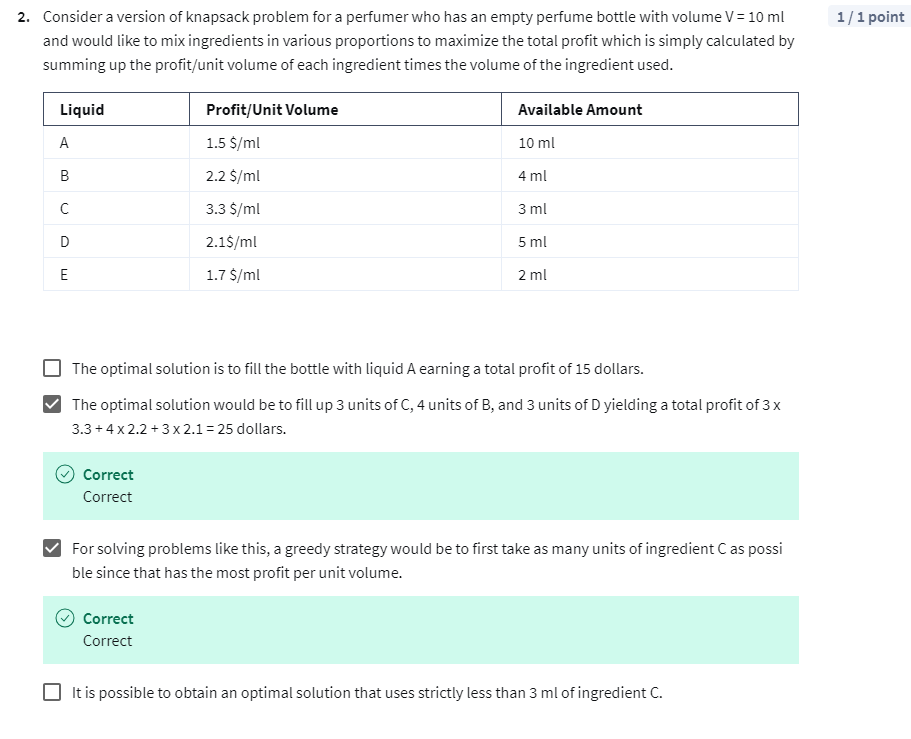 2. Consider a version of knapsack problem for a perfumer who has an empty perfume bottle with volume V = 10 ml 1 / 1 point
and would like to mix ingredients in various proportions to maximize the total profit which is simply calculated by
summing up the profit/unit volume of each ingredient times the volume of the ingredient used.
Liquid Profit/Unit Volume Available Amount
A 1.5 $/ml 10 ml
B 2.2 $/ml 4 ml
C 3.3 $/ml 3 ml
D 2.1$/ml 5 ml
E 1.7 $/ml 2 ml
The optimal solution is to fill the bottle with liquid A earning a total profit of 15 dollars.
The optimal solution would be to fill up 3 units of C, 4 units of B, and 3 units of D yielding a total profit of 3 x
3.3 + 4 x 2.2 + 3 x 2.1 = 25 dollars.
Correct
Correct
For solving problems like this, a greedy strategy would be to first take as many units of ingredient C as possi
ble since that has the most profit per unit volume.
Correct
Correct
It is possible to obtain an optimal solution that uses strictly less than 3 ml of ingredient C.